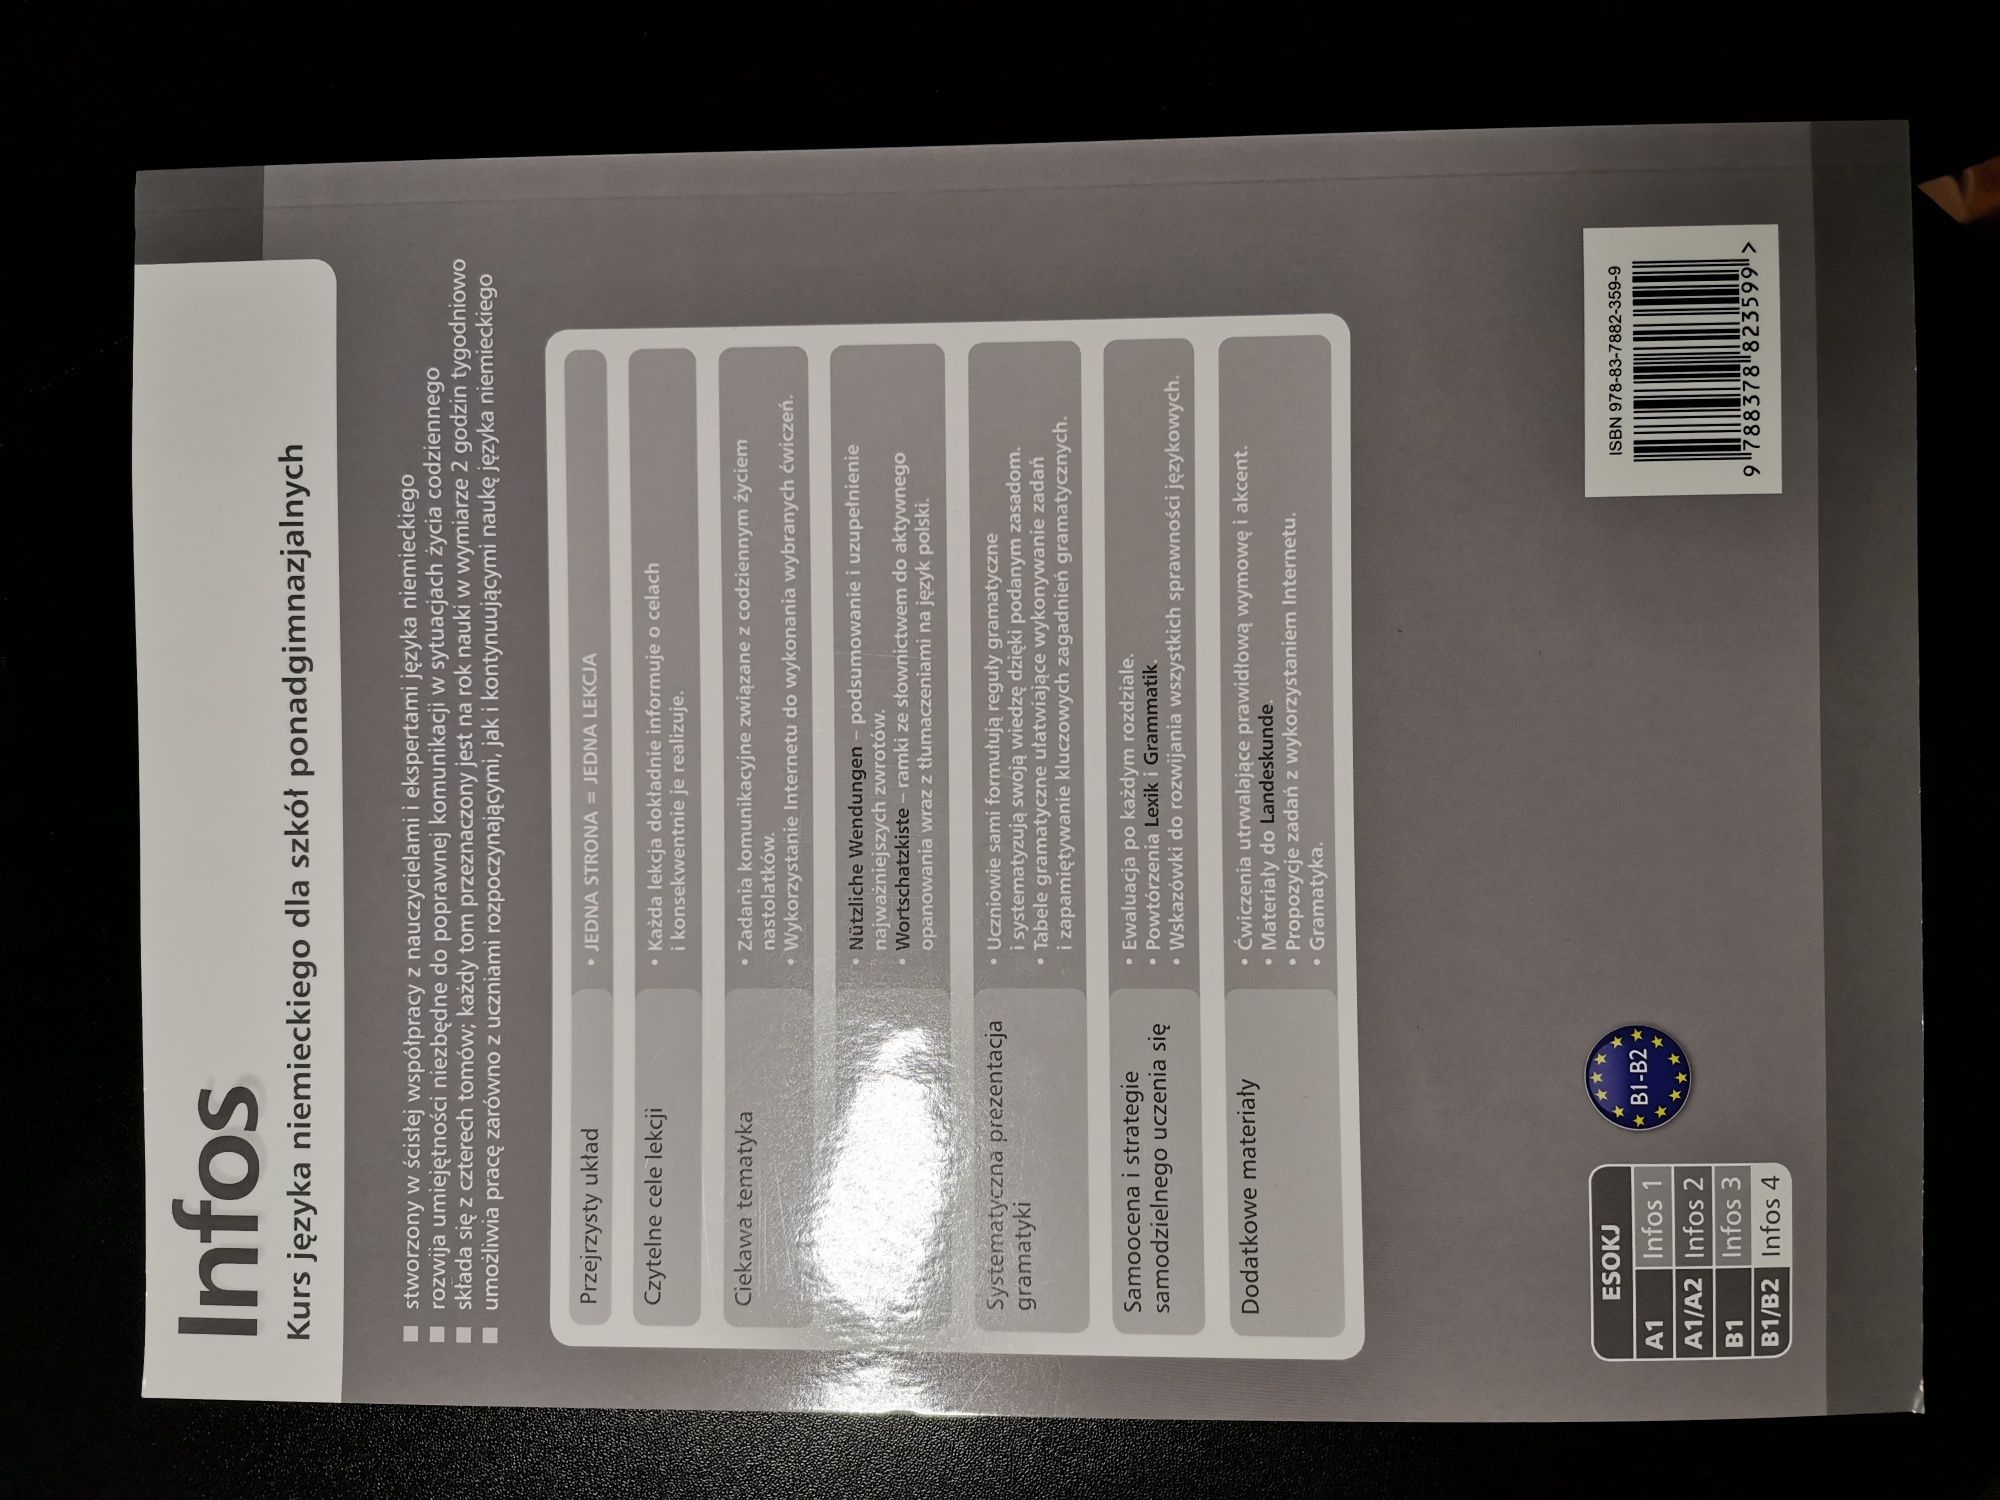 Infos
Kurs języka niemieckiego dla szkół ponadgimnazjalnych
stworzony w ścisłej współpracy z nauczycielami i ekspertami języka niemieckiego
rozwija umiejętności niezbędne do poprawnej komunikacji w sytuacjach życia codziennego
składa się z czterech tomów; każdy tom przeznaczony jest na rok nauki w wymiarze 2 godzin tygodniowo
umożliwia pracę zarówno z uczniami rozpoczynającymi, jak i kontynuującymi naukę języka niemieckiego
Przejrzysty układ
• JEDNA STRONA = JEDNA LEKCJA
Czytelne cele lekcji
• Każda lekcja dokładnie informuje o celach
i konsekwentnie je realizuje.
Ciekawa tematyka
• Zadania komunikacyjne związane z codziennym życiem
nastolatków.
• Wykorzystanie Internetu do wykonania wybranych ćwiczeń.
• Nützliche Wendungen – podsumowanie i uzupełnienie
najważniejszych zwrotów.
• Wortschatzkiste – ramki ze słownictwem do aktywnego
opanowania wraz z tłumaczeniami na język polski.
Systematyczna prezentacja
gramatyki
• Uczniowie sami formułują reguły gramatyczne
i systematyzują swoją wiedzę dzięki podanym zasadom.
• Tabele gramatyczne ułatwiające wykonywanie zadań
i zapamiętywanie kluczowych zagadnień gramatycznych.
Samoocena i strategie
samodzielnego uczenia się
• Ewaluacja po każdym rozdziale.
• Powtórzenia Lexik i Grammatik.
• Wskazówki do rozwijania wszystkich sprawności językowych.
Dodatkowe materiały
• Ćwiczenia utrwalające prawidłową wymowę i akcent.
• Materiały do Landeskunde.
• Propozycje zadań z wykorzystaniem Internetu.
• Gramatyka.
ESOKJ
A1 Infos 1
A1/A2 Infos 2
B1 Infos 3
B1/B2 Infos 4
B1-B2
ISBN 978-83-7882-359-9
9 788378 823599 >